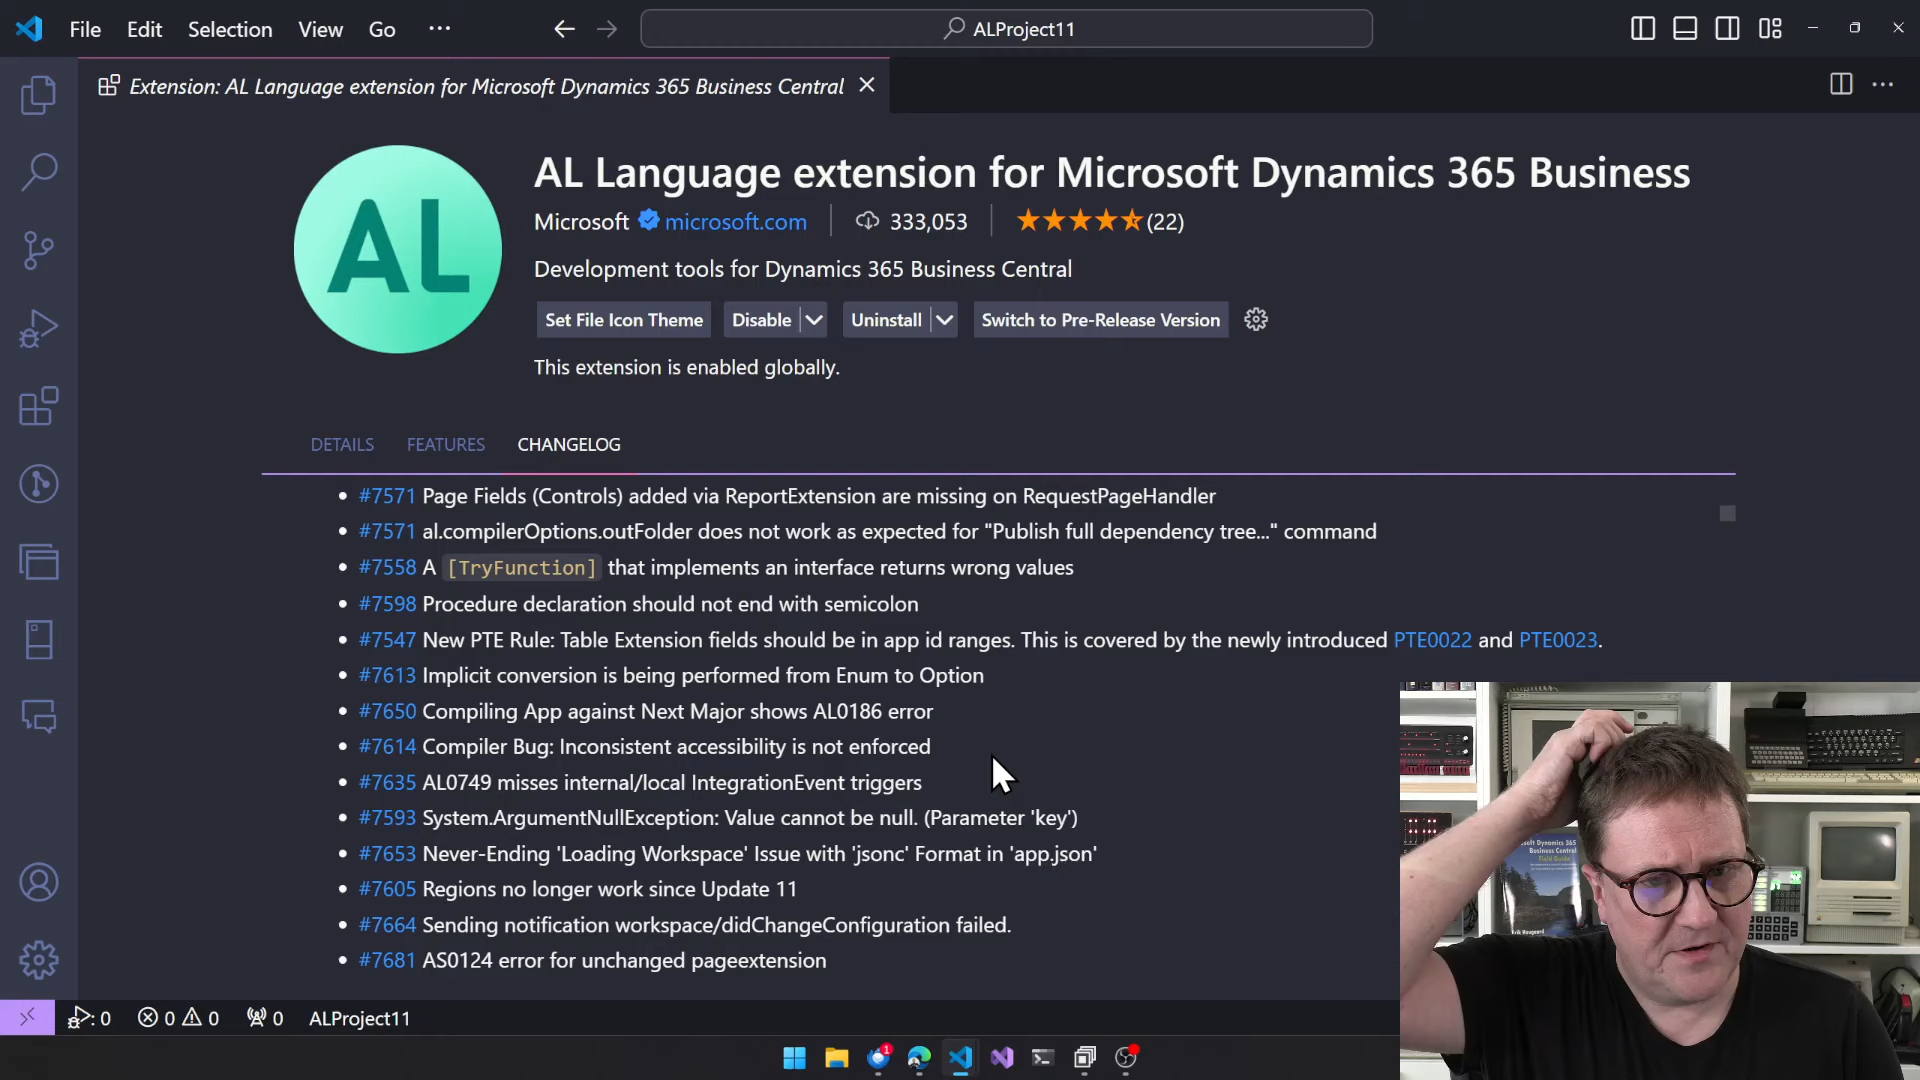 File Edit Selection View Go ···
ALProject11
Extension: AL Language extension for Microsoft Dynamics 365 Business Central
AL
AL Language extension for Microsoft Dynamics 365 Business
Microsoft microsoft.com 333,053 (22)
Development tools for Dynamics 365 Business Central
Set File Icon Theme Disable Uninstall Switch to Pre-Release Version
This extension is enabled globally.
DETAILS FEATURES CHANGELOG
• #7571 Page Fields (Controls) added via ReportExtension are missing on RequestPageHandler
• #7571 al.compilerOptions.outFolder does not work as expected for "Publish full dependency tree..." command
• #7558 A [TryFunction] that implements an interface returns wrong values
• #7598 Procedure declaration should not end with semicolon
• #7547 New PTE Rule: Table Extension fields should be in app id ranges. This is covered by the newly introduced PTE0022 and PTE0023.
• #7613 Implicit conversion is being performed from Enum to Option
• #7650 Compiling App against Next Major shows AL0186 error
• #7614 Compiler Bug: Inconsistent accessibility is not enforced
• #7635 AL0749 misses internal/local IntegrationEvent triggers
• #7593 System.ArgumentNullException: Value cannot be null. (Parameter 'key')
• #7653 Never-Ending 'Loading Workspace' Issue with 'jsonc' Format in 'app.json'
• #7605 Regions no longer work since Update 11
• #7664 Sending notification workspace/didChangeConfiguration failed.
• #7681 AS0124 error for unchanged pageextension
Microsoft Dynamics 365
Business Central
Field Guide
: 0 0 0 0 ALProject11
1